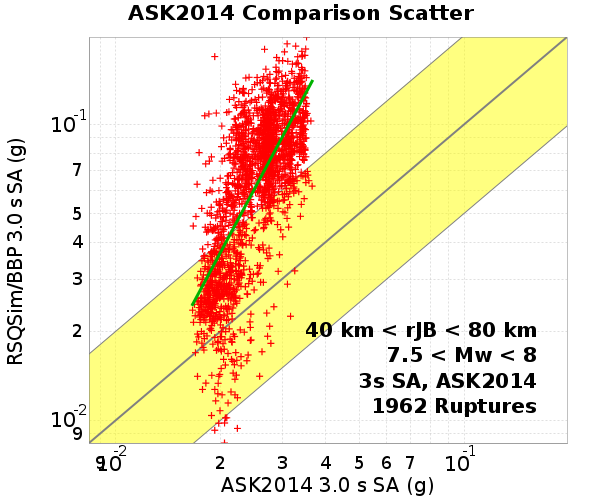 ASK2014 Comparison Scatter
RSQSim/BBP 3.0 s SA (g)
10-1
7
5
4
3
2
10-2
9
40 km < rJB < 80 km
7.5 < Mw < 8
3s SA, ASK2014
1962 Ruptures
9 10-2 2 3 4 5 6 7 10-1
ASK2014 3.0 s SA (g)